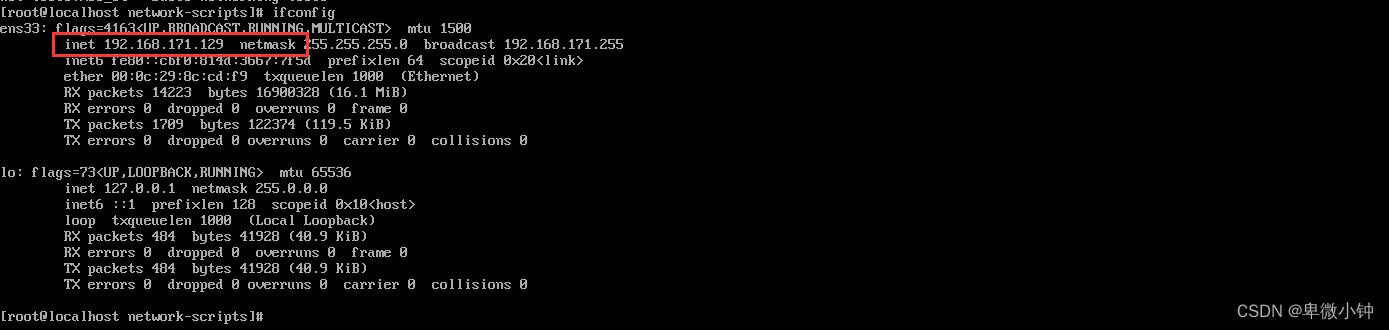 [root@localhost network-scripts]# ifconfig
ens33: flags=4163<UP,BROADCAST,RUNNING,MULTICAST>  mtu 1500
        inet 192.168.171.129  netmask 255.255.255.0  broadcast 192.168.171.255
        inet6 fe80::cbf0:814d:3667:7f5d  prefixlen 64  scopeid 0x20<link>
        ether 00:0c:29:8c:cd:f9  txqueuelen 1000  (Ethernet)
        RX packets 14223  bytes 16900328 (16.1 MiB)
        RX errors 0  dropped 0  overruns 0  frame 0
        TX packets 1709  bytes 122374 (119.5 KiB)
        TX errors 0  dropped 0 overruns 0  carrier 0  collisions 0
lo: flags=73<UP,LOOPBACK,RUNNING>  mtu 65536
        inet 127.0.0.1  netmask 255.0.0.0
        inet6 ::1  prefixlen 128  scopeid 0x10<host>
        loop  txqueuelen 1000  (Local Loopback)
        RX packets 484  bytes 41928 (40.9 KiB)
        RX errors 0  dropped 0  overruns 0  frame 0
        TX packets 484  bytes 41928 (40.9 KiB)
        TX errors 0  dropped 0 overruns 0  carrier 0  collisions 0
[root@localhost network-scripts]#
CSDN @卑微小钟